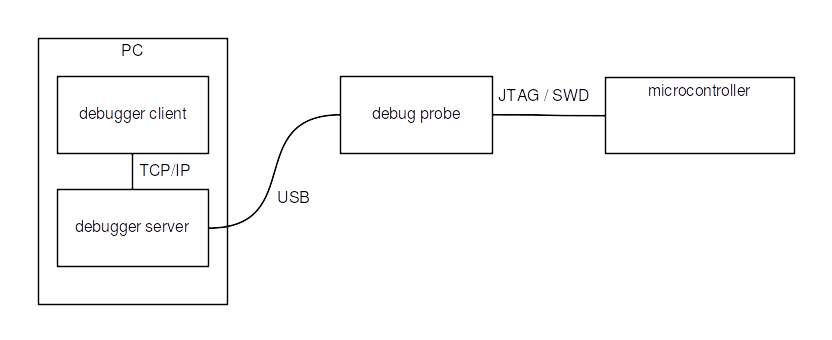 PC
debugger client
TCP/IP
debugger server
USB
debug probe
JTAG / SWD
microcontroller